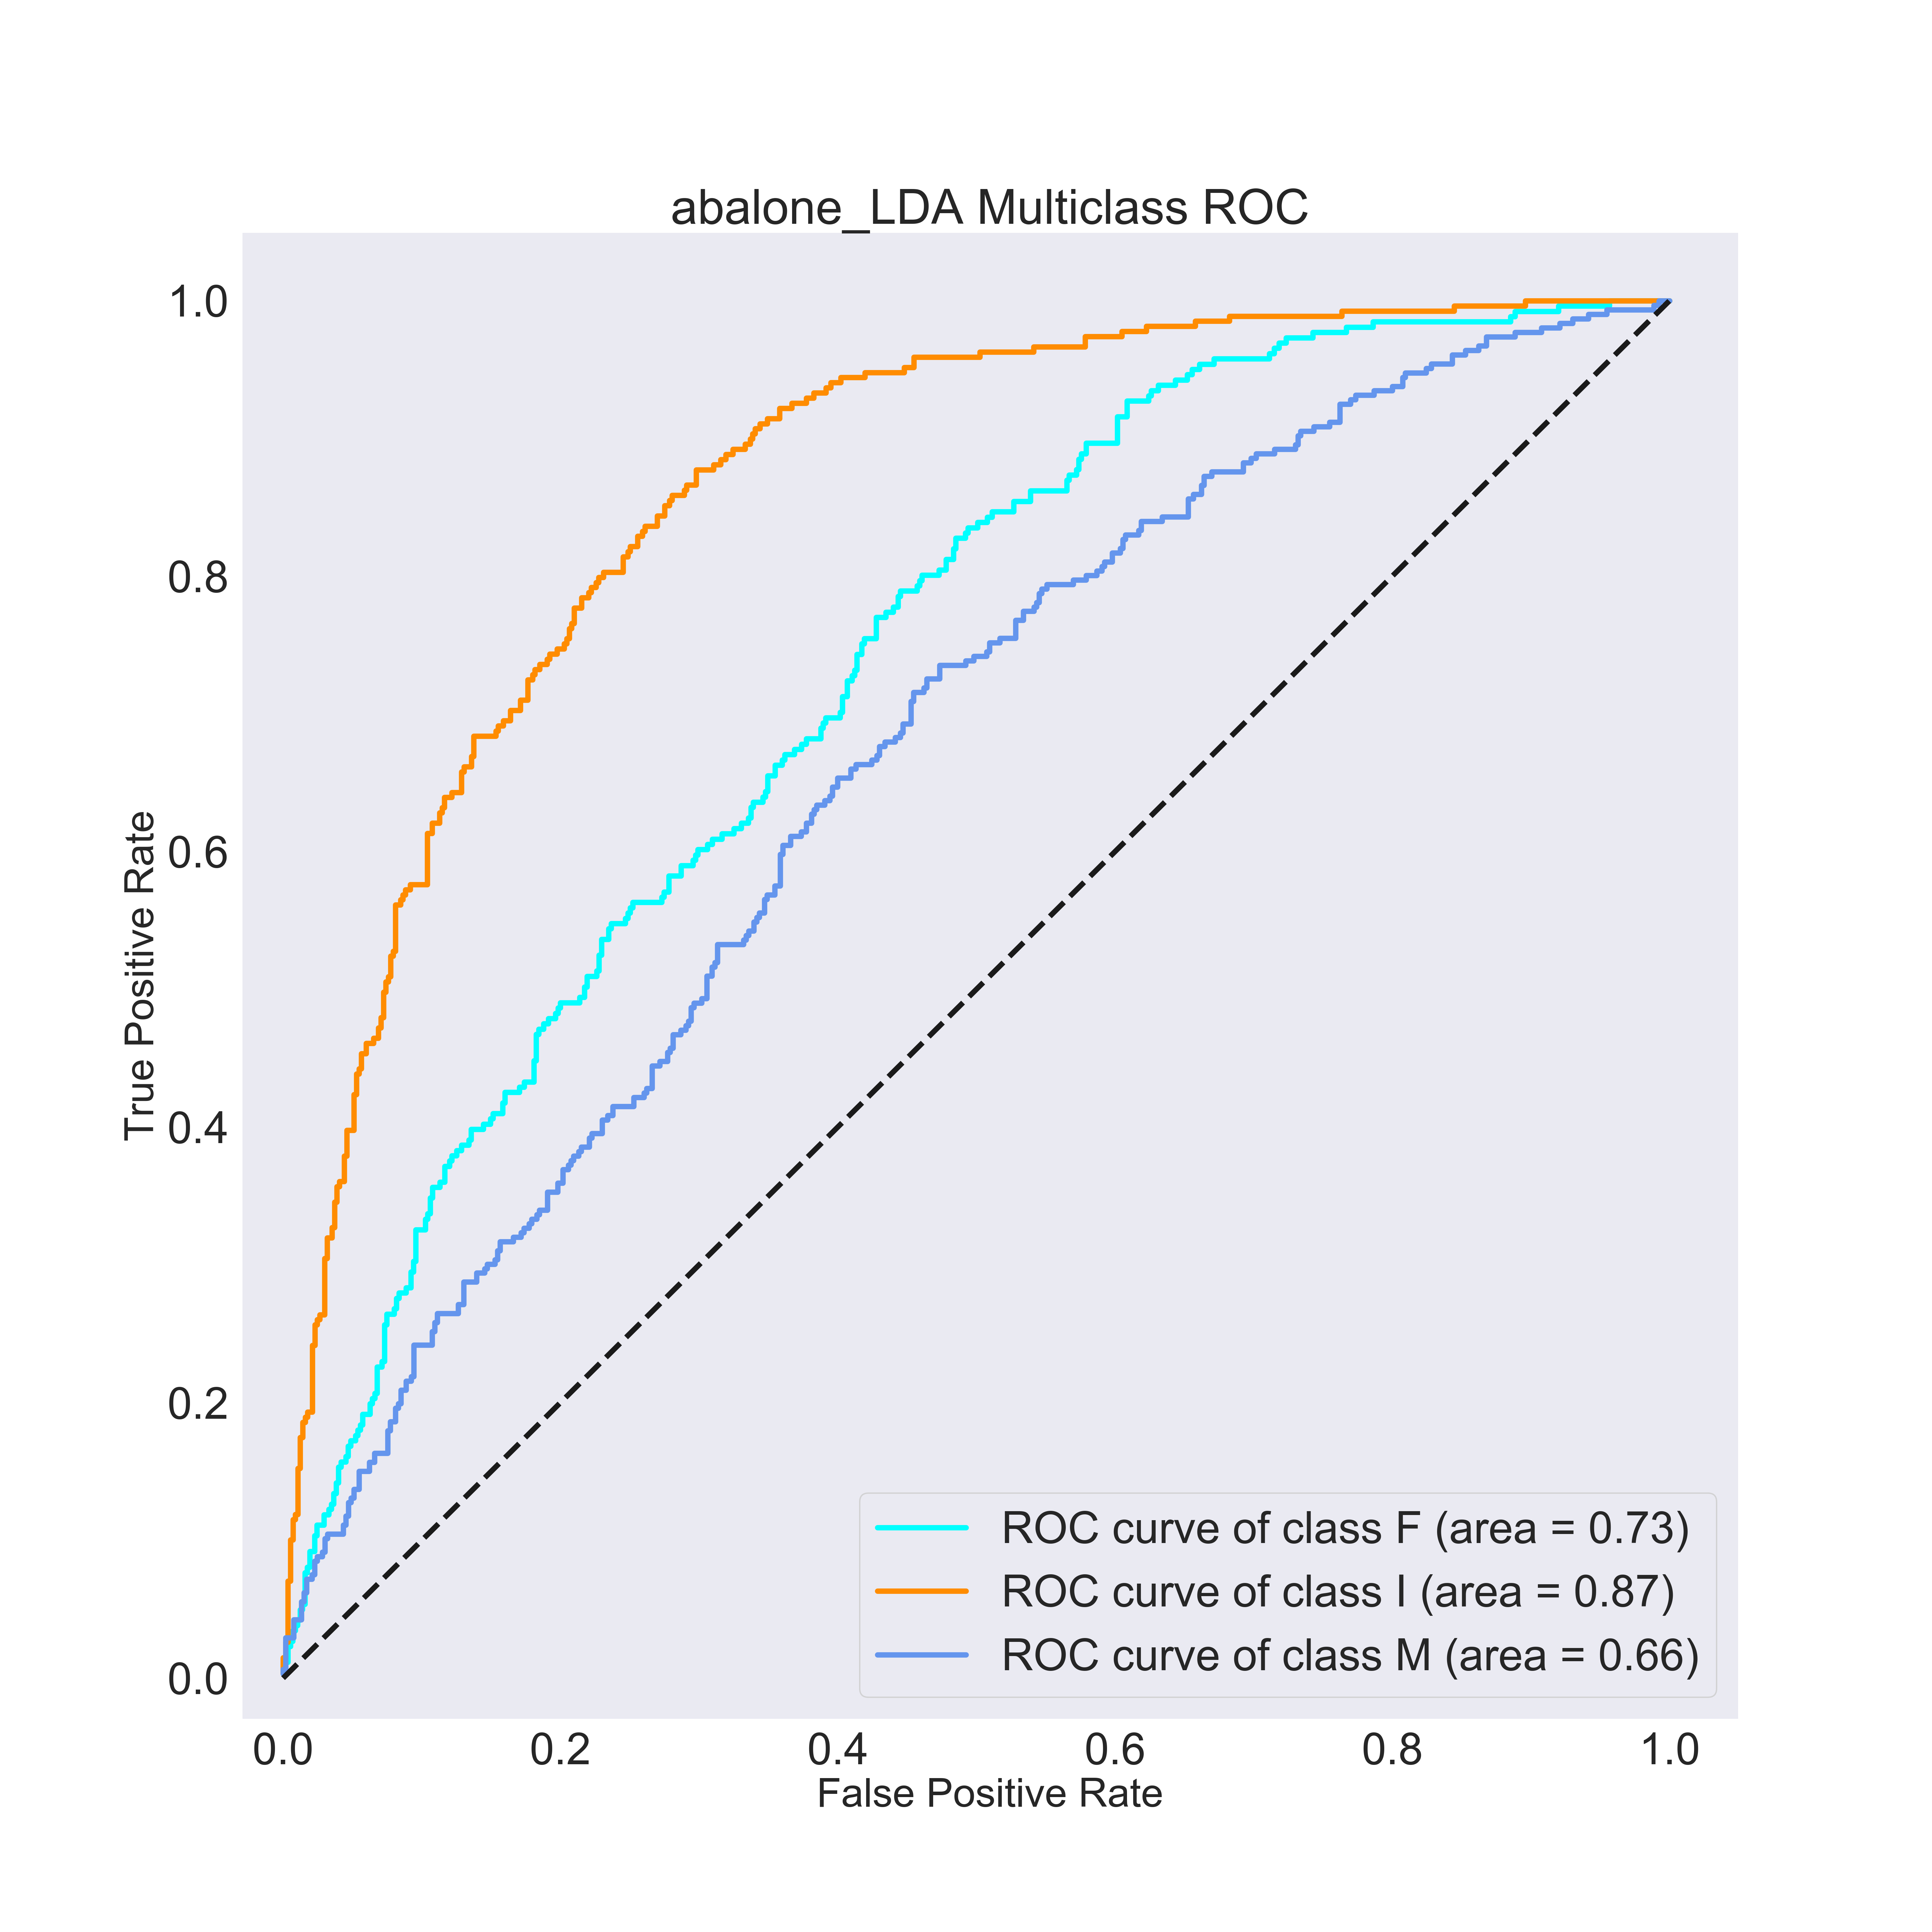 abalone_LDA Multiclass ROC
1.0
0.8
0.6
0.4
0.2
0.0
True Positive Rate
ROC curve of class F (area = 0.73)
ROC curve of class I (area = 0.87)
ROC curve of class M (area = 0.66)
0.0 0.2 0.4 0.6 0.8 1.0
False Positive Rate